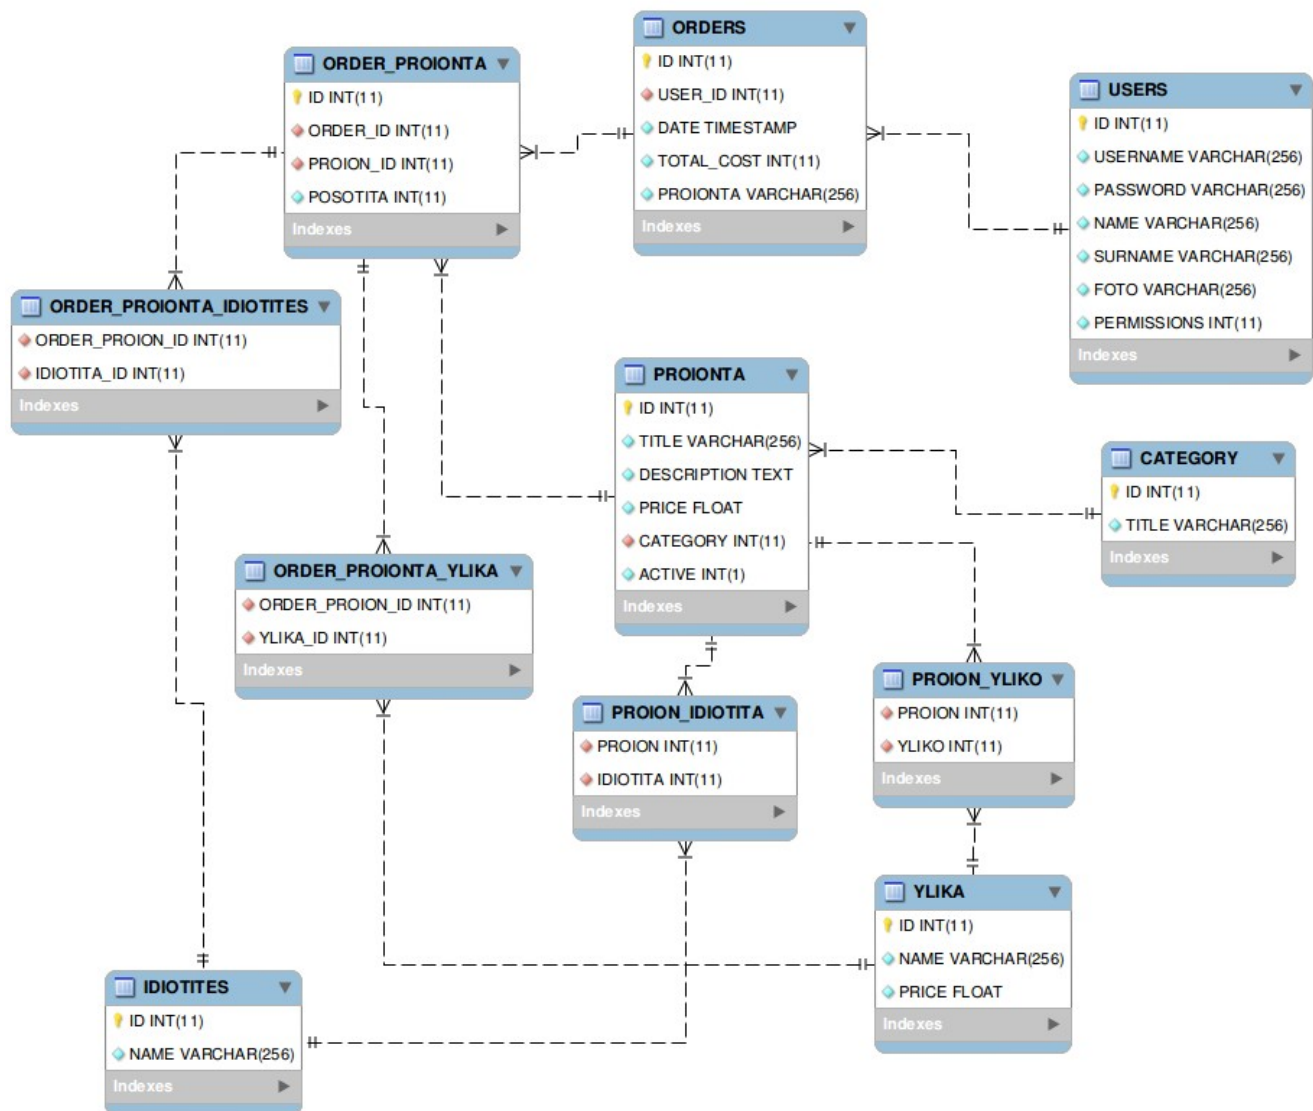 ORDERS
ID INT(11)
USER_ID INT(11)
DATE TIMESTAMP
TOTAL_COST INT(11)
PROIONTA VARCHAR(256)
Indexes
ORDER_PROIONTA
ID INT(11)
ORDER_ID INT(11)
PROION_ID INT(11)
POSOTITA INT(11)
Indexes
USERS
ID INT(11)
USERNAME VARCHAR(256)
PASSWORD VARCHAR(256)
NAME VARCHAR(256)
SURNAME VARCHAR(256)
FOTO VARCHAR(256)
PERMISSIONS INT(11)
Indexes
ORDER_PROIONTA_IDIOTITES
ORDER_PROION_ID INT(11)
IDIOTITA_ID INT(11)
Indexes
PROIONTA
ID INT(11)
TITLE VARCHAR(256)
DESCRIPTION TEXT
PRICE FLOAT
CATEGORY INT(11)
ACTIVE INT(1)
Indexes
CATEGORY
ID INT(11)
TITLE VARCHAR(256)
Indexes
ORDER_PROIONTA_YLIKA
ORDER_PROION_ID INT(11)
YLIKA_ID INT(11)
Indexes
PROION_IDIOTITA
PROION INT(11)
IDIOTITA INT(11)
Indexes
PROION_YLIKO
PROION INT(11)
YLIKO INT(11)
Indexes
YLIKA
ID INT(11)
NAME VARCHAR(256)
PRICE FLOAT
Indexes
IDIOTITES
ID INT(11)
NAME VARCHAR(256)
Indexes